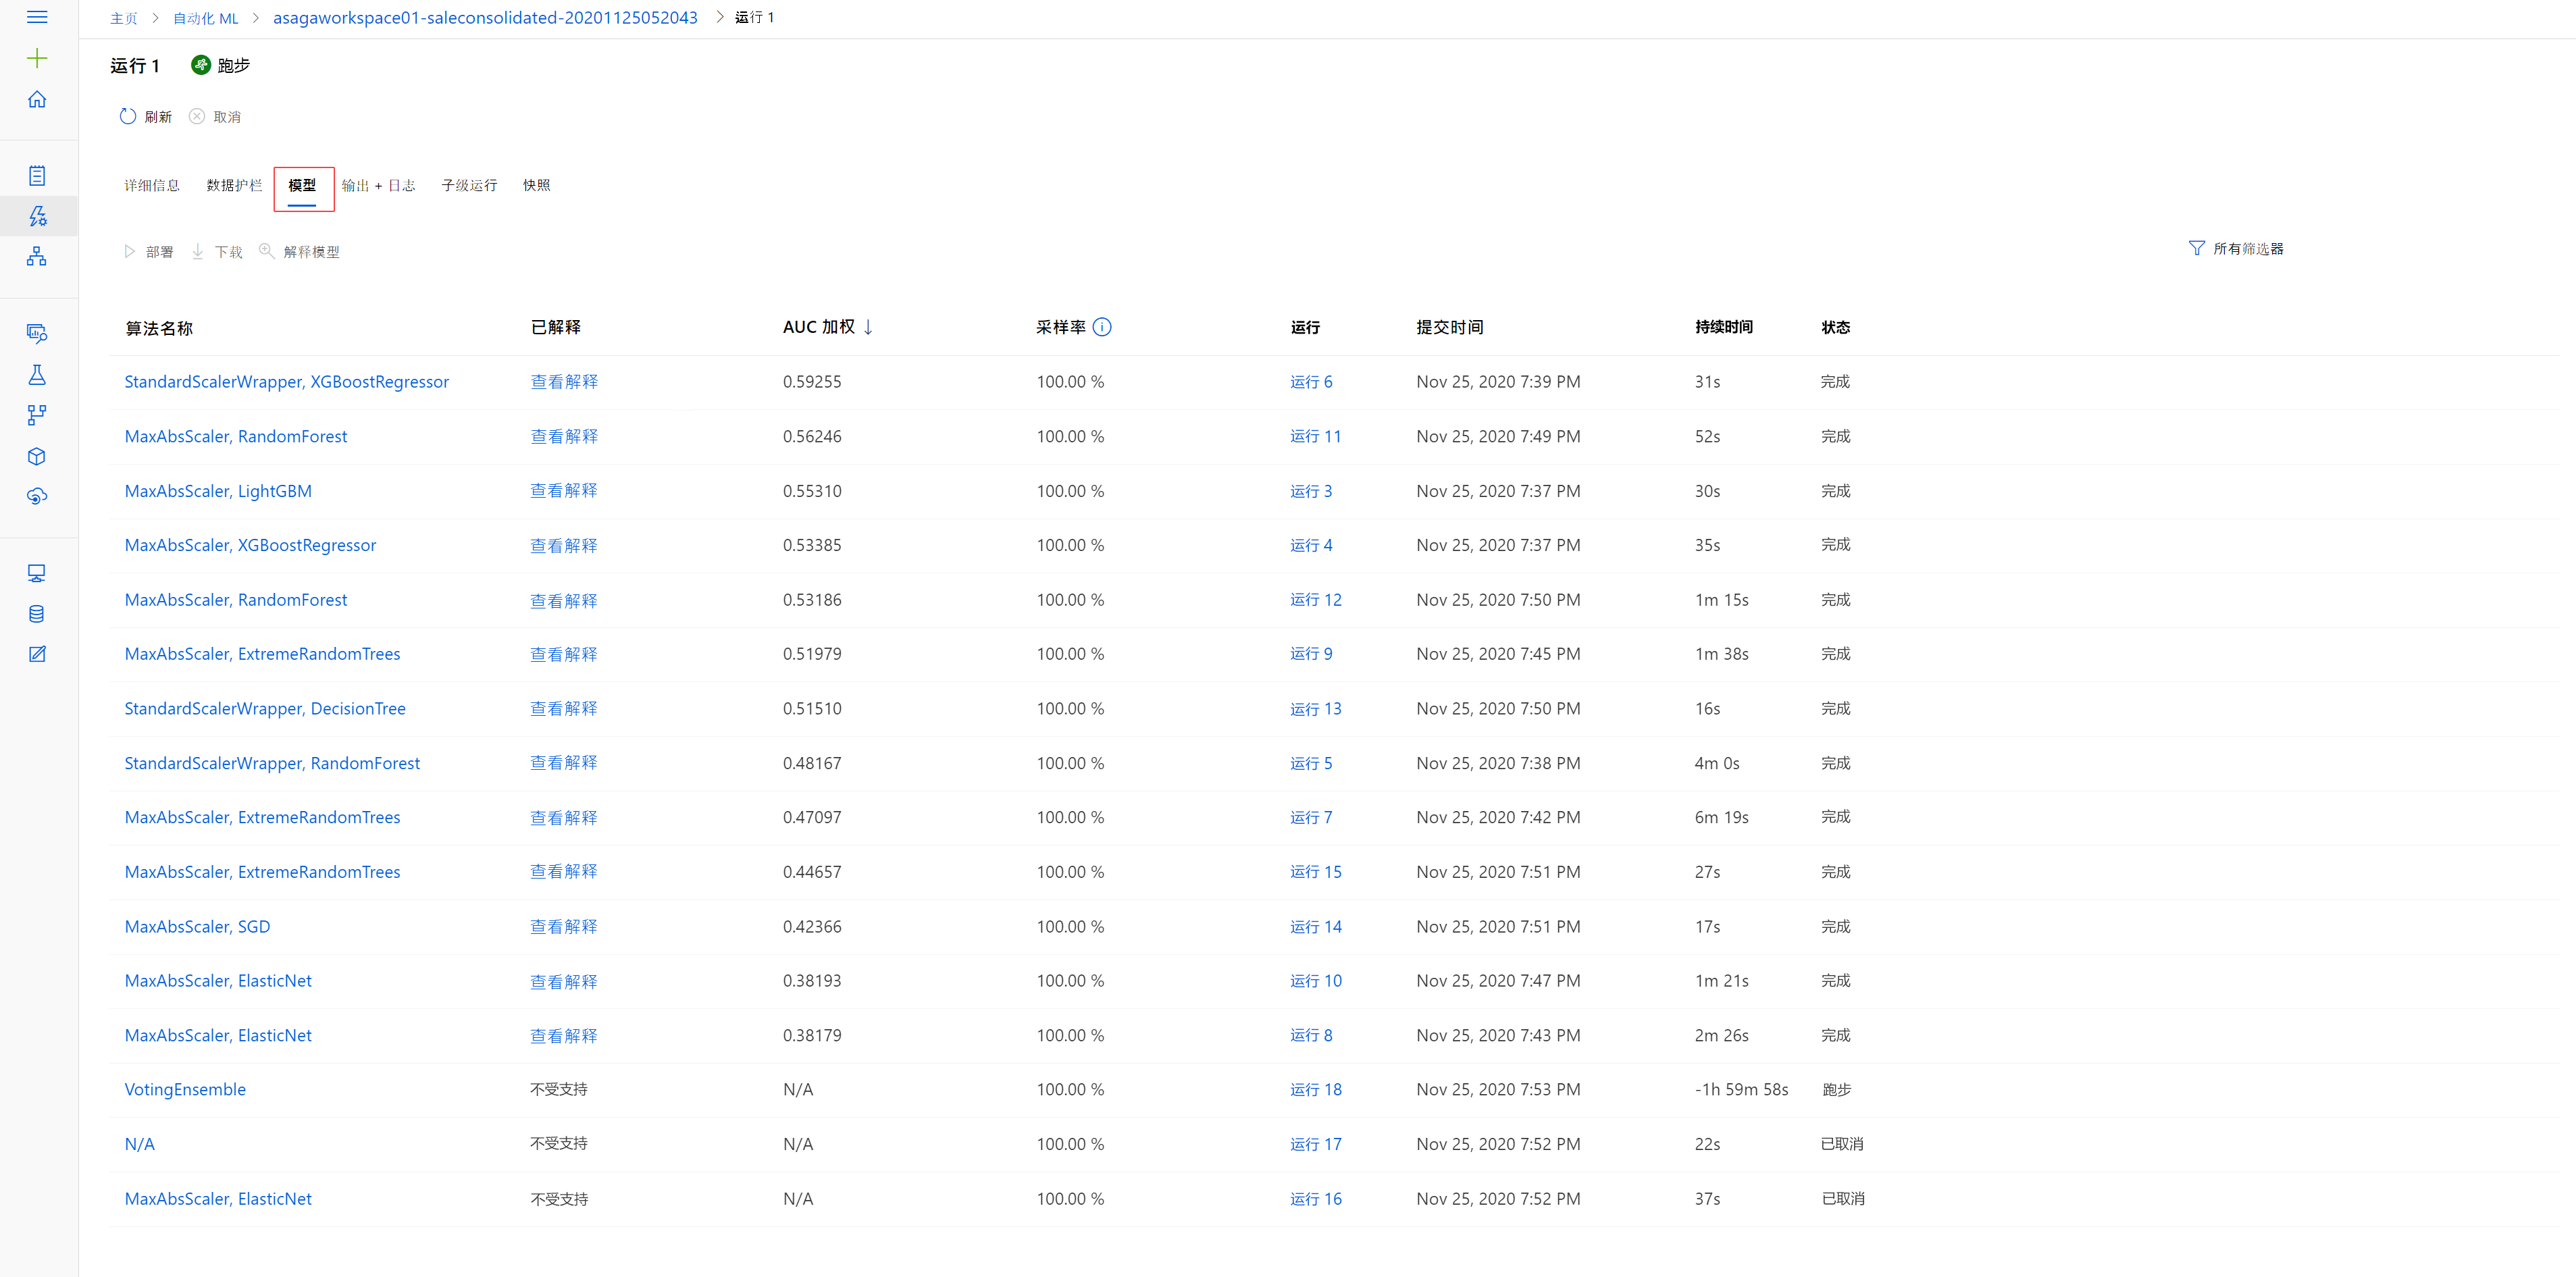 主页 > 自动化 ML > asagaworkspace01-saleconsolidated-20201125052043 > 运行 1
运行 1 跑步
刷新 取消
详细信息 数据护栏 模型 输出 + 日志 子级运行 快照
部署 下载 解释模型 所有筛选器
算法名称 已解释 AUC 加权 ↓ 采样率 运行 提交时间 持续时间 状态
StandardScalerWrapper, XGBoostRegressor 查看解释 0.59255 100.00 % 运行 6 Nov 25, 2020 7:39 PM 31s 完成
MaxAbsScaler, RandomForest 查看解释 0.56246 100.00 % 运行 11 Nov 25, 2020 7:49 PM 52s 完成
MaxAbsScaler, LightGBM 查看解释 0.55310 100.00 % 运行 3 Nov 25, 2020 7:37 PM 30s 完成
MaxAbsScaler, XGBoostRegressor 查看解释 0.53385 100.00 % 运行 4 Nov 25, 2020 7:37 PM 35s 完成
MaxAbsScaler, RandomForest 查看解释 0.53186 100.00 % 运行 12 Nov 25, 2020 7:50 PM 1m 15s 完成
MaxAbsScaler, ExtremeRandomTrees 查看解释 0.51979 100.00 % 运行 9 Nov 25, 2020 7:45 PM 1m 38s 完成
StandardScalerWrapper, DecisionTree 查看解释 0.51510 100.00 % 运行 13 Nov 25, 2020 7:50 PM 16s 完成
StandardScalerWrapper, RandomForest 查看解释 0.48167 100.00 % 运行 5 Nov 25, 2020 7:38 PM 4m 0s 完成
MaxAbsScaler, ExtremeRandomTrees 查看解释 0.47097 100.00 % 运行 7 Nov 25, 2020 7:42 PM 6m 19s 完成
MaxAbsScaler, ExtremeRandomTrees 查看解释 0.44657 100.00 % 运行 15 Nov 25, 2020 7:51 PM 27s 完成
MaxAbsScaler, SGD 查看解释 0.42366 100.00 % 运行 14 Nov 25, 2020 7:51 PM 17s 完成
MaxAbsScaler, ElasticNet 查看解释 0.38193 100.00 % 运行 10 Nov 25, 2020 7:47 PM 1m 21s 完成
MaxAbsScaler, ElasticNet 查看解释 0.38179 100.00 % 运行 8 Nov 25, 2020 7:43 PM 2m 26s 完成
VotingEnsemble 不受支持 N/A 100.00 % 运行 18 Nov 25, 2020 7:53 PM -1h 59m 58s 跑步
N/A 不受支持 N/A 100.00 % 运行 17 Nov 25, 2020 7:52 PM 22s 已取消
MaxAbsScaler, ElasticNet 不受支持 N/A 100.00 % 运行 16 Nov 25, 2020 7:52 PM 37s 已取消